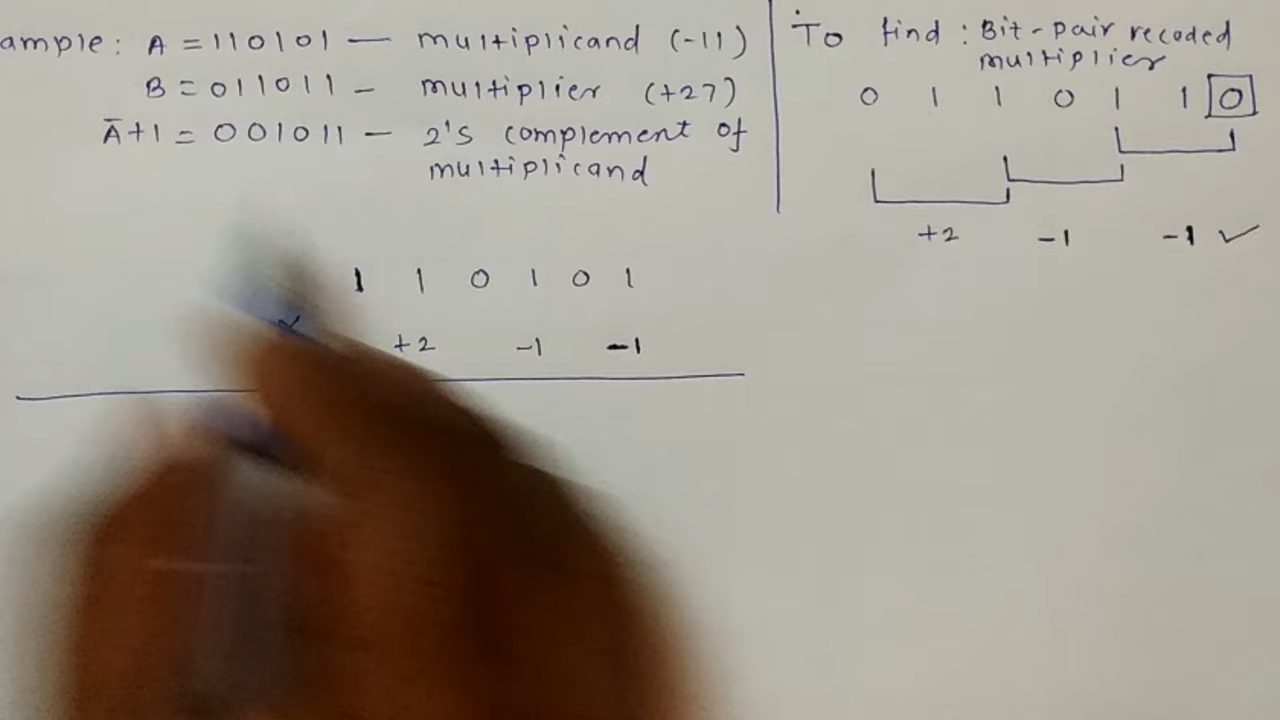 ample: A = 110101 — multiplicand (-11)
B = 011011 - multiplier (+27)
Ā+1 = 001011 — 2's complement of
multiplicand
To find : Bit-pair recoded
multiplier
0 1 1 0 1 1 0
+2 -1 -1 ✓
1 1 0 1 0 1
+2 -1 -1